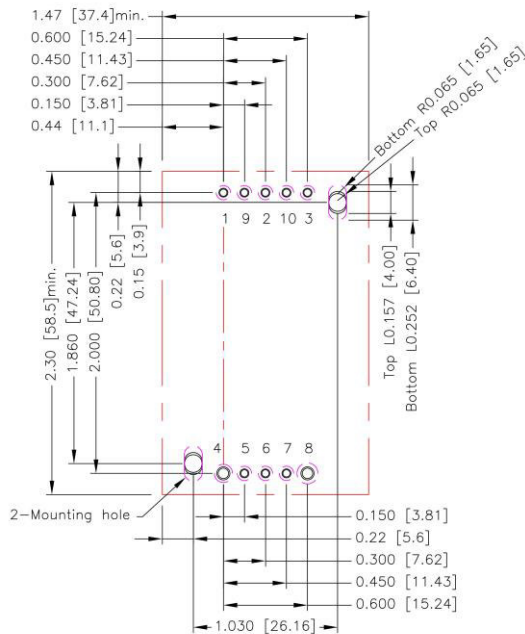 1.47 [37.4]min.
0.600 [15.24]
0.450 [11.43]
0.300 [7.62]
0.150 [3.81]
0.44 [11.1]
Bottom R0.065 [1.65]
Top R0.065 [1.65]
1 9 2 10 3
2.30 [58.5]min.
1.860 [47.24]
2.000 [50.80]
0.22 [5.6]
0.15 [3.9]
Top L0.157 [4.00]
Bottom L0.252 [6.40]
4 5 6 7 8
2-Mounting hole
0.150 [3.81]
0.22 [5.6]
0.300 [7.62]
0.450 [11.43]
0.600 [15.24]
1.030 [26.16]